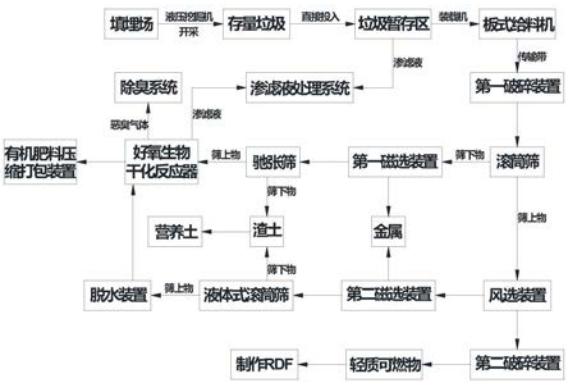 填埋场
液压挖掘机
开采
存量垃圾
直接投入
垃圾暂存区
装载机
板式给料机
传输带
渗滤液
除臭系统
渗滤液处理系统
第一破碎装置
恶臭气体
渗滤液
有机肥料压
缩打包装置
好氧生物
干化反应器
筛上物
驰张筛
第一磁选装置
筛下物
滚筒筛
筛下物
筛上物
营养土
渣土
金属
筛下物
脱水装置
筛上物
液体式滚筒筛
第二磁选装置
风选装置
制作RDF
轻质可燃物
第二破碎装置